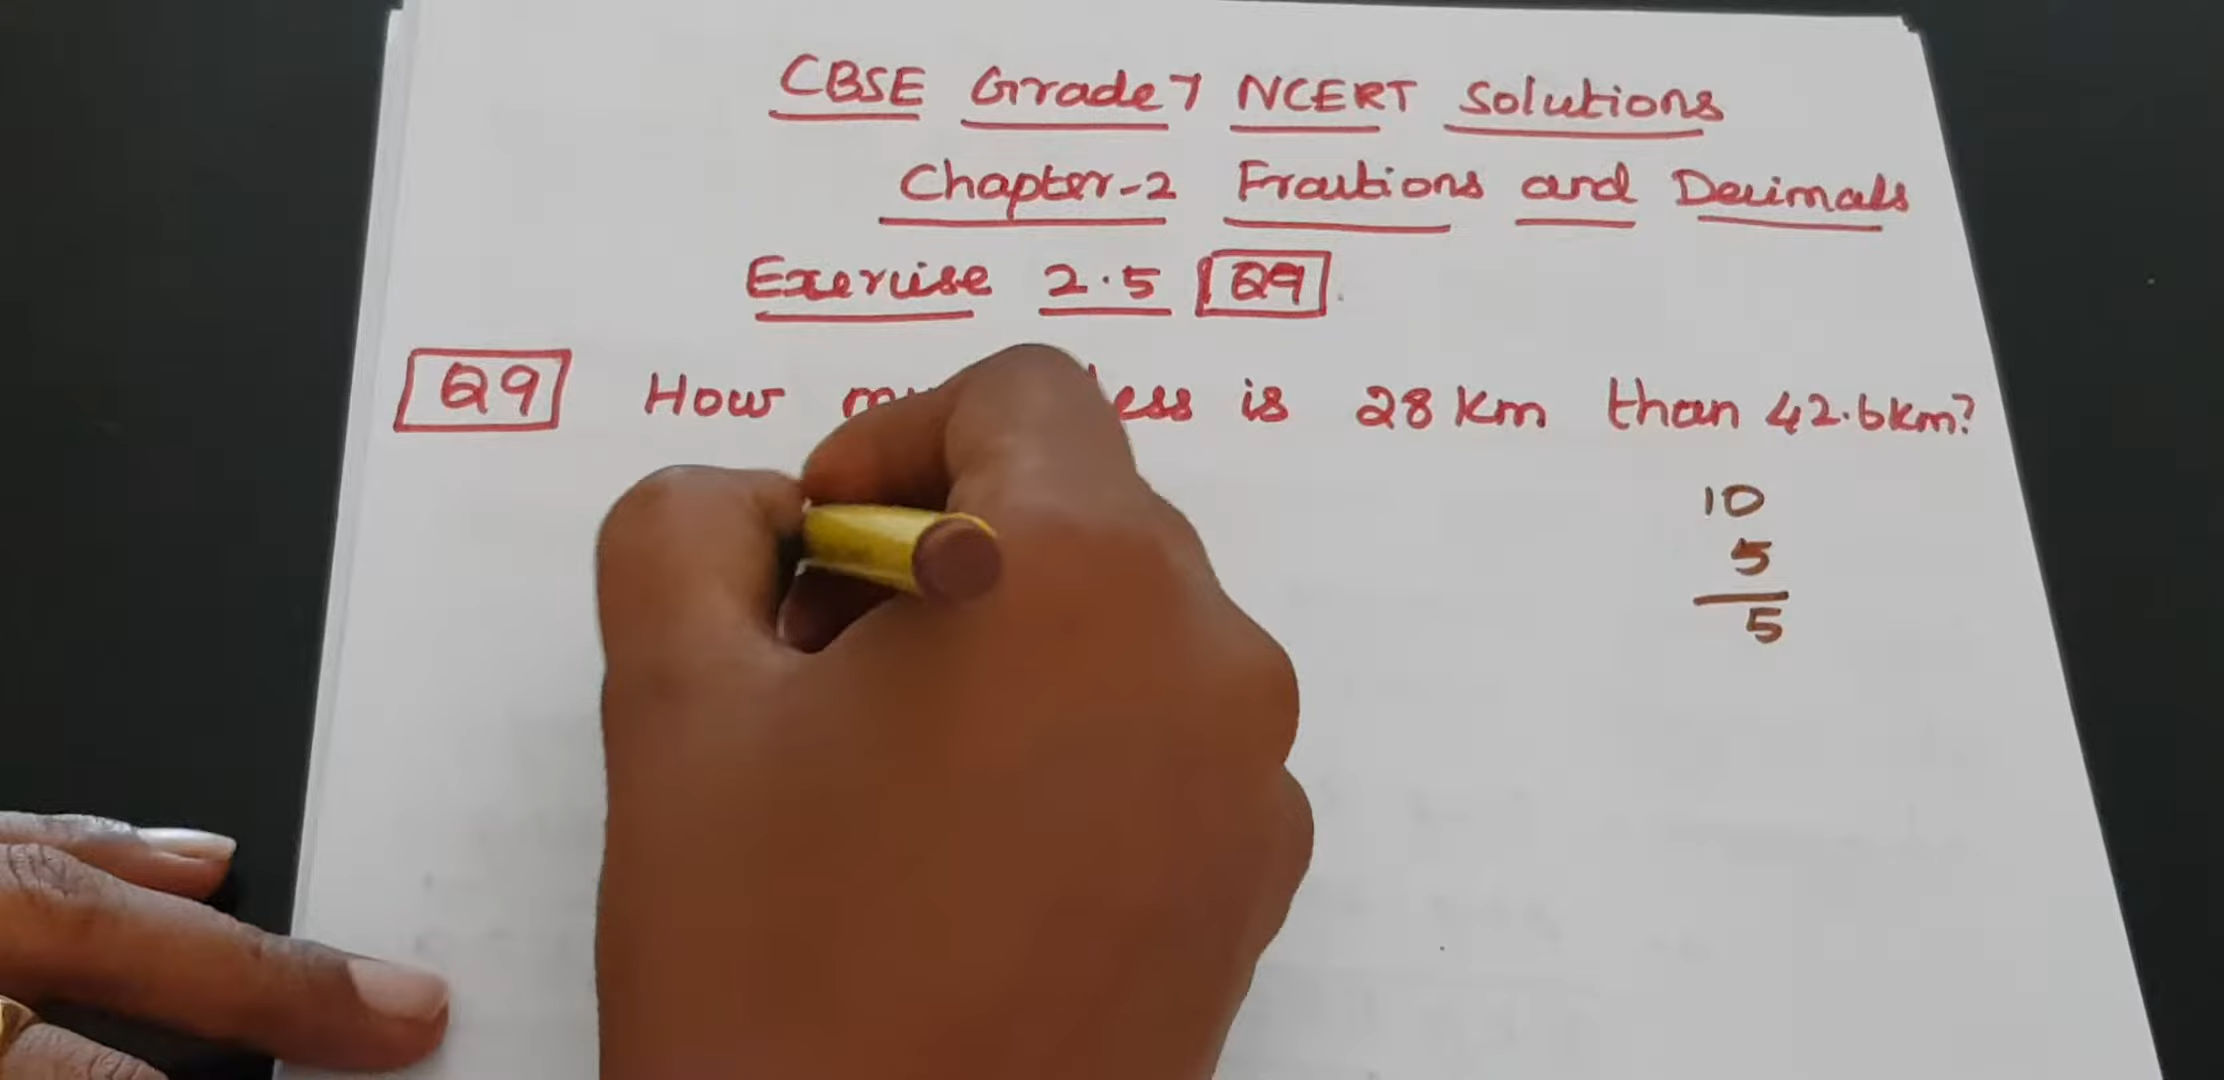 CBSE Grade 7 NCERT Solutions
Chapter-2 Fractions and Decimals
Exercise 2.5 Q9
Q9 How is 28 km than 42.6km?
10
5
5